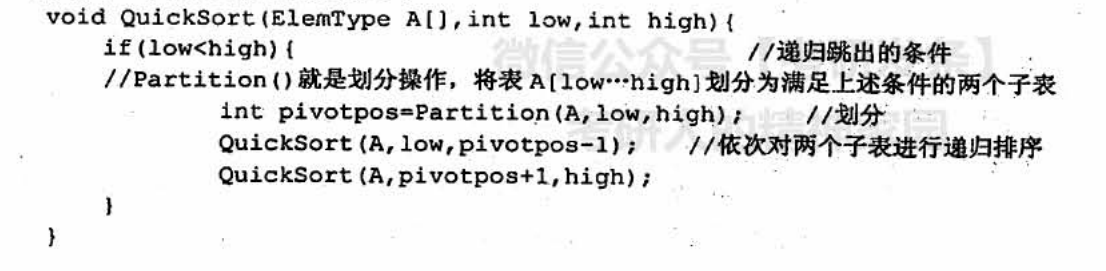 void QuickSort(ElemType A[],int low,int high){
if(low<high){ //递归跳出的条件
//Partition()就是划分操作，将表A[low…high]划分为满足上述条件的两个子表
int pivotpos=Partition(A,low,high); //划分
QuickSort(A,low,pivotpos-1); //依次对两个子表进行递归排序
QuickSort(A,pivotpos+1,high);
}
}